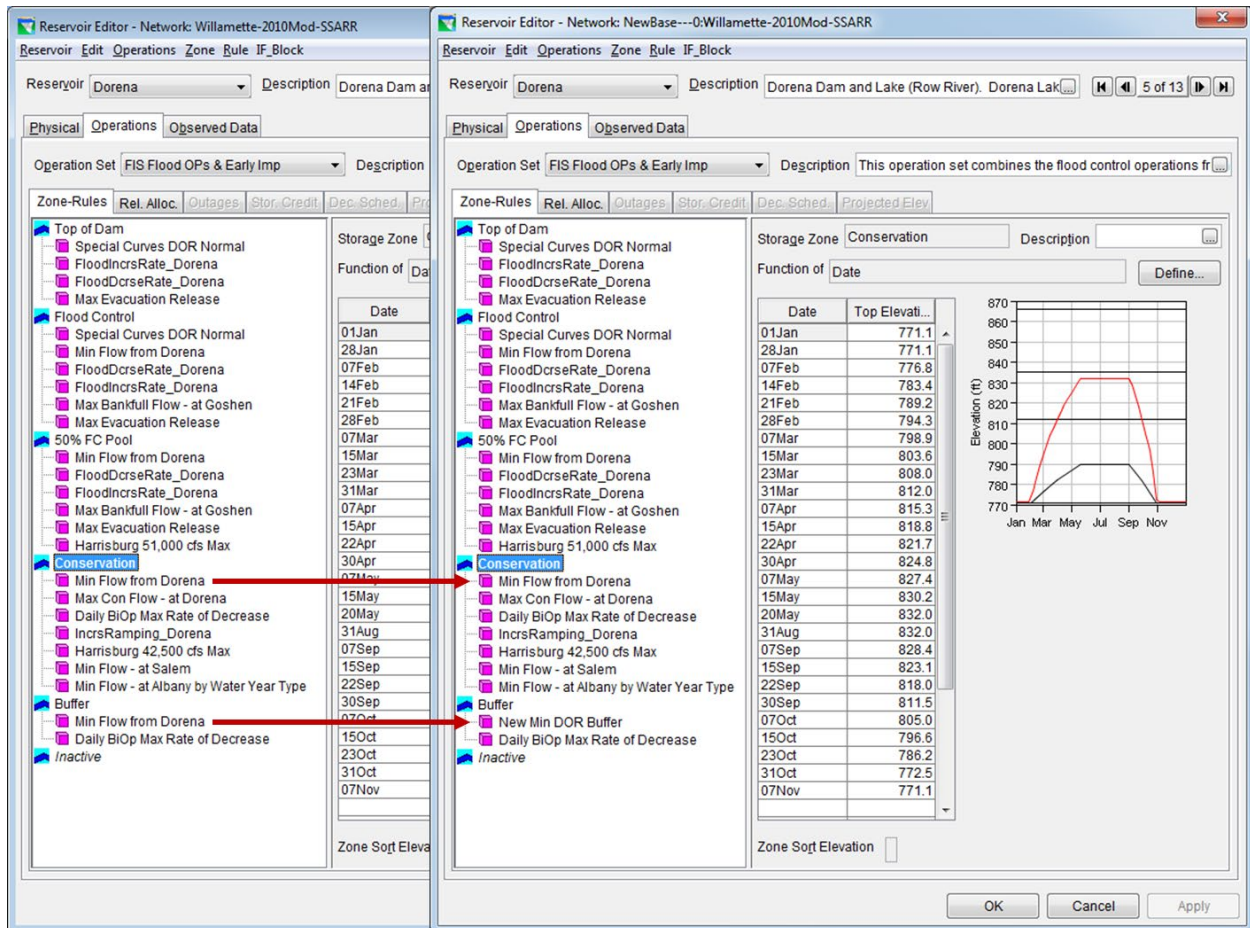 Reservoir Editor - Network: Willamette-2010Mod-SSARR
Reservoir Edit Operations Zone Rule IF_Block
Reservoir Dorena Description Dorena Dam
Physical Operations Observed Data
Operation Set FIS Flood OPs & Early Imp Description
Zone-Rules Rel. Alloc. Outages Stor. Credit Dec. Sched.
Top of Dam
Special Curves DOR Normal
FloodIncrsRate_Dorena
FloodDcrseRate_Dorena
Max Evacuation Release
Flood Control
Special Curves DOR Normal
Min Flow from Dorena
FloodDcrseRate_Dorena
FloodIncrsRate_Dorena
Max Bankfull Flow - at Goshen
Max Evacuation Release
50% FC Pool
Min Flow from Dorena
FloodDcrseRate_Dorena
FloodIncrsRate_Dorena
Max Bankfull Flow - at Goshen
Max Evacuation Release
Harrisburg 51,000 cfs Max
Conservation
Min Flow from Dorena
Max Con Flow - at Dorena
Daily BiOp Max Rate of Decrease
IncrsRamping_Dorena
Harrisburg 42,500 cfs Max
Min Flow - at Salem
Min Flow - at Albany by Water Year Type
Buffer
Min Flow from Dorena
Daily BiOp Max Rate of Decrease
Inactive
Storage Zone
Function of
Date
01Jan
28Jan
07Feb
14Feb
21Feb
28Feb
07Mar
15Mar
23Mar
31Mar
07Apr
15Apr
22Apr
30Apr
07May
15May
20May
31Aug
07Sep
15Sep
22Sep
30Sep
07Oct
15Oct
23Oct
31Oct
07Nov
Zone Sort Eleva
Reservoir Editor - Network: NewBase---0:Willamette-2010Mod-SSARR
Reservoir Edit Operations Zone Rule IF_Block
Reservoir Dorena Description Dorena Dam and Lake (Row River). Dorena Lak ... 5 of 13
Physical Operations Observed Data
Operation Set FIS Flood OPs & Early Imp Description This operation set combines the flood control operations fr ...
Zone-Rules Rel. Alloc. Outages Stor. Credit Dec. Sched. Projected Elev
Top of Dam
Special Curves DOR Normal
FloodIncrsRate_Dorena
FloodDcrseRate_Dorena
Max Evacuation Release
Flood Control
Special Curves DOR Normal
Min Flow from Dorena
FloodDcrseRate_Dorena
FloodIncrsRate_Dorena
Max Bankfull Flow - at Goshen
Max Evacuation Release
50% FC Pool
Min Flow from Dorena
FloodDcrseRate_Dorena
FloodIncrsRate_Dorena
Max Bankfull Flow - at Goshen
Max Evacuation Release
Harrisburg 51,000 cfs Max
Conservation
Min Flow from Dorena
Max Con Flow - at Dorena
Daily BiOp Max Rate of Decrease
IncrsRamping_Dorena
Harrisburg 42,500 cfs Max
Min Flow - at Salem
Min Flow - at Albany by Water Year Type
Buffer
New Min DOR Buffer
Daily BiOp Max Rate of Decrease
Inactive
Storage Zone Conservation Description ...
Function of Date Define...
Date Top Elevati...
01Jan 771.1
28Jan 771.1
07Feb 776.8
14Feb 783.4
21Feb 789.2
28Feb 794.3
07Mar 798.9
15Mar 803.6
23Mar 808.0
31Mar 812.0
07Apr 815.3
15Apr 818.8
22Apr 821.7
30Apr 824.8
07May 827.4
15May 830.2
20May 832.0
31Aug 832.0
07Sep 828.4
15Sep 823.1
22Sep 818.0
30Sep 811.5
07Oct 805.0
15Oct 796.6
23Oct 786.2
31Oct 772.5
07Nov 771.1
Elevation (ft)
870
860
850
840
830
820
810
800
790
780
770
Jan Mar May Jul Sep Nov
Zone Sort Elevation
OK Cancel Apply